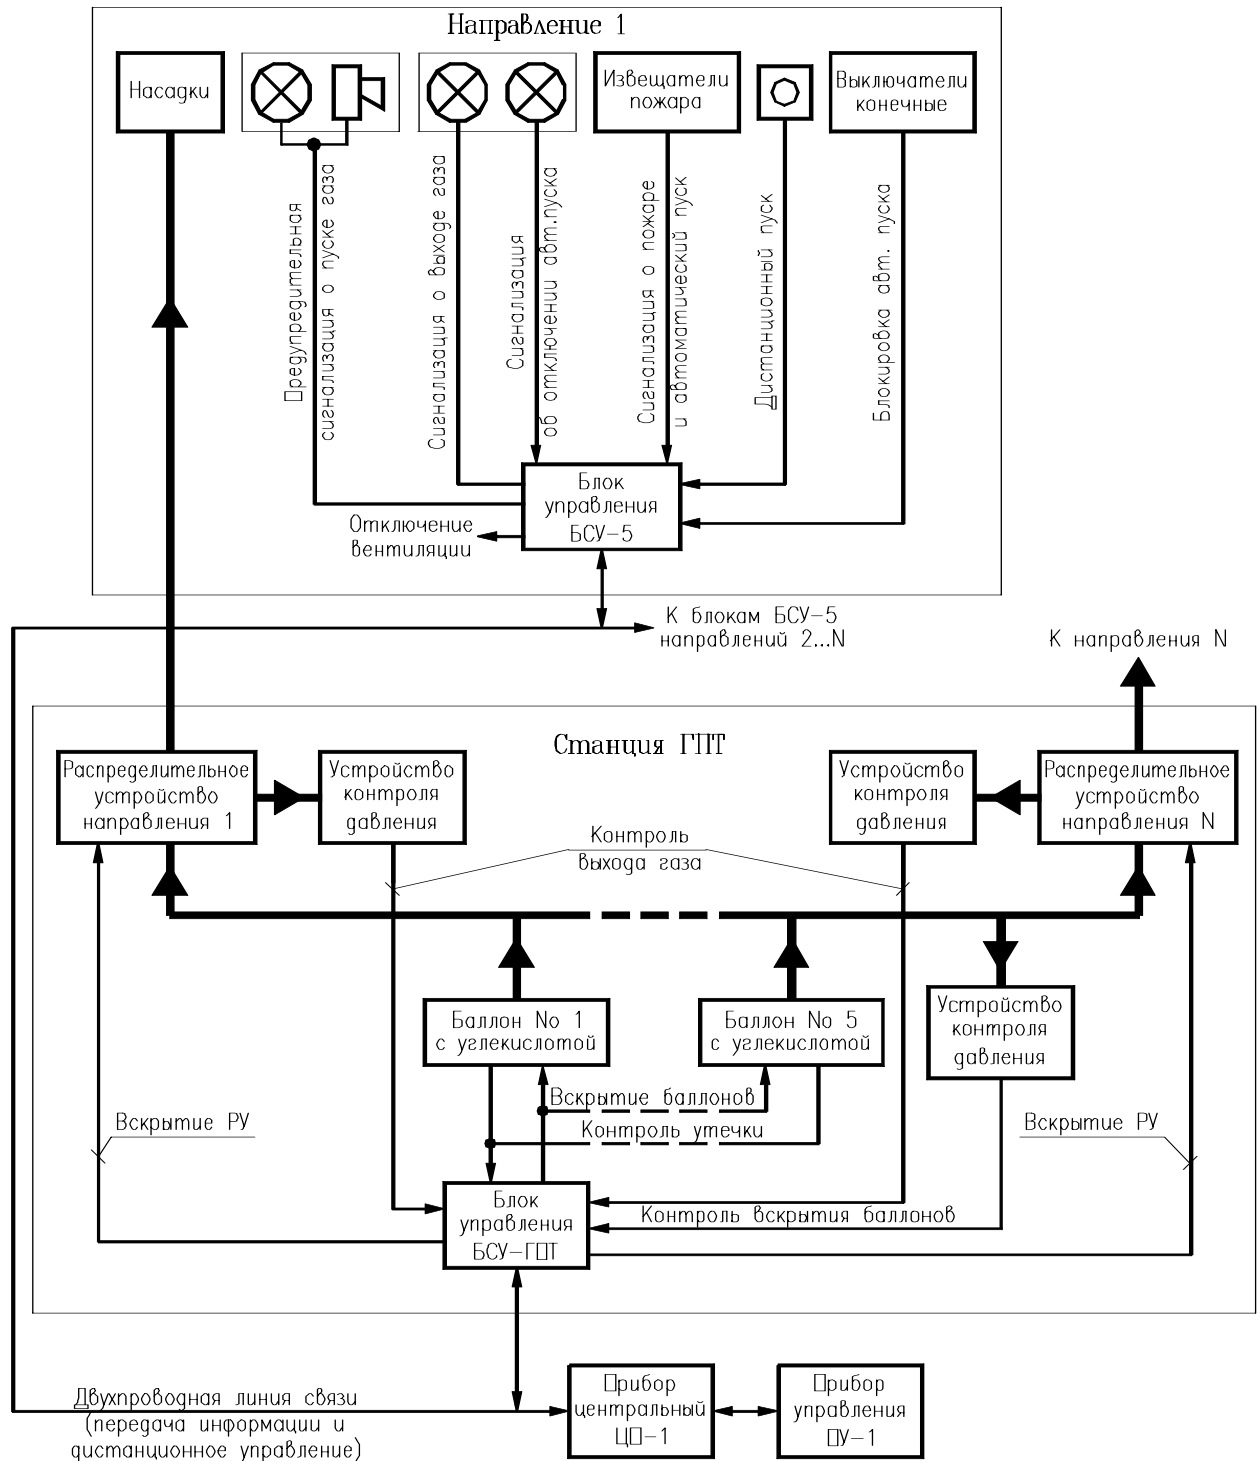 Направление 1
Насадки
Извещатели
пожара
Выключатели
конечные
Предупредительная
сигнализация о пуске газа
Сигнализация о выходе газа
Сигнализация
об отключении авт.пуска
Сигнализация о пожаре
и автоматический пуск
Дистанционный пуск
Блокировка авт. пуска
Блок
управления
БСУ-5
Отключение
вентиляции
К блокам БСУ-5
направлений 2...N
К направления N
Станция ГПТ
Распределительное
устройство
направления 1
Устройство
контроля
давления
Устройство
контроля
давления
Распределительное
устройство
направления N
Контроль
выхода газа
Баллон No 1
с углекислотой
Баллон No 5
с углекислотой
Устройство
контроля
давления
Вскрытие баллонов
Контроль утечки
Вскрытие РУ
Вскрытие РУ
Блок
управления
БСУ-ГПТ
Контроль вскрытия баллонов
Двухпроводная линия связи
(передача информации и
дистанционное управление)
Прибор
центральный
ЦП-1
Прибор
управления
ПУ-1